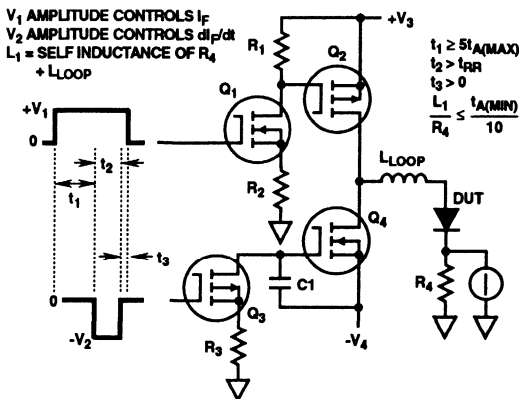 V1 AMPLITUDE CONTROLS IF
V2 AMPLITUDE CONTROLS dIF/dt
L1 = SELF INDUCTANCE OF R4
+ LLOOP
+V3
R1
Q2
t1 ≥ 5tA(MAX)
t2 > tRR
t3 > 0
L1/R4 ≤ tA(MIN)/10
Q1
+V1
0
t2
t1
R2
LLOOP
DUT
Q4
t3
0
C1
R4
Q3
-V2
R3
-V4